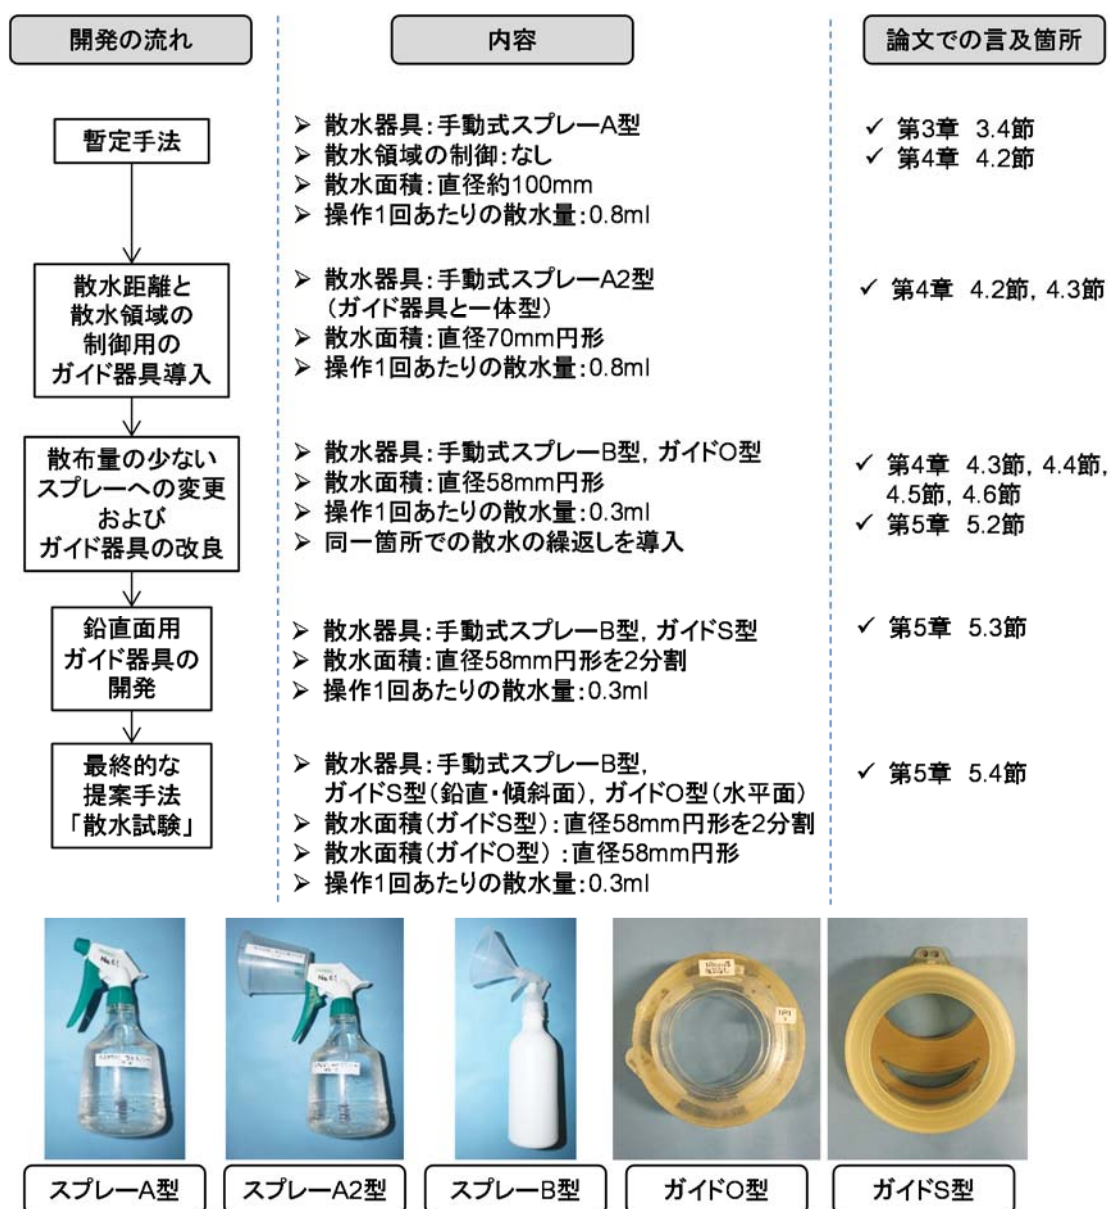 開発の流れ
内容
論文での言及箇所
暫定手法
➢ 散水器具：手動式スプレーA型
➢ 散水領域の制御：なし
➢ 散水面積：直径約100mm
➢ 操作1回あたりの散水量：0.8ml
✓ 第3章 3.4節
✓ 第4章 4.2節
散水距離と
散水領域の
制御用の
ガイド器具導入
➢ 散水器具：手動式スプレーA2型
（ガイド器具と一体型）
➢ 散水面積：直径70mm円形
➢ 操作1回あたりの散水量：0.8ml
✓ 第4章 4.2節，4.3節
散布量の少ない
スプレーへの変更
および
ガイド器具の改良
➢ 散水器具：手動式スプレーB型，ガイドO型
➢ 散水面積：直径58mm円形
➢ 操作1回あたりの散水量：0.3ml
➢ 同一箇所での散水の繰返しを導入
✓ 第4章 4.3節，4.4節，
4.5節，4.6節
✓ 第5章 5.2節
鉛直面用
ガイド器具の
開発
➢ 散水器具：手動式スプレーB型，ガイドS型
➢ 散水面積：直径58mm円形を2分割
➢ 操作1回あたりの散水量：0.3ml
✓ 第5章 5.3節
最終的な
提案手法
「散水試験」
➢ 散水器具：手動式スプレーB型，
ガイドS型（鉛直・傾斜面），ガイドO型（水平面）
➢ 散水面積（ガイドS型）：直径58mm円形を2分割
➢ 散水面積（ガイドO型）：直径58mm円形
➢ 操作1回あたりの散水量：0.3ml
✓ 第5章 5.4節
スプレーA型
スプレーA2型
スプレーB型
ガイドO型
ガイドS型